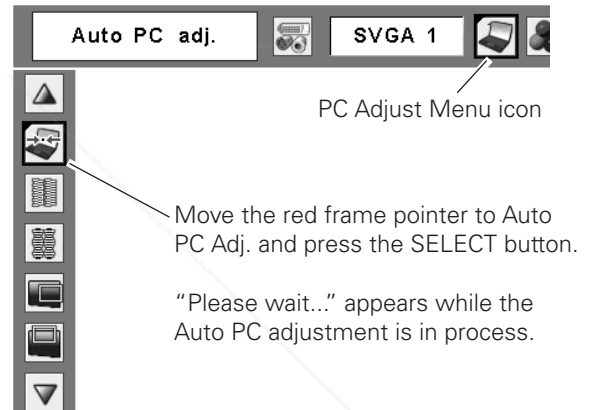 Auto PC adj.
SVGA 1
PC Adjust Menu icon
Move the red frame pointer to Auto
PC Adj. and press the SELECT button.
“Please wait...” appears while the
Auto PC adjustment is in process.